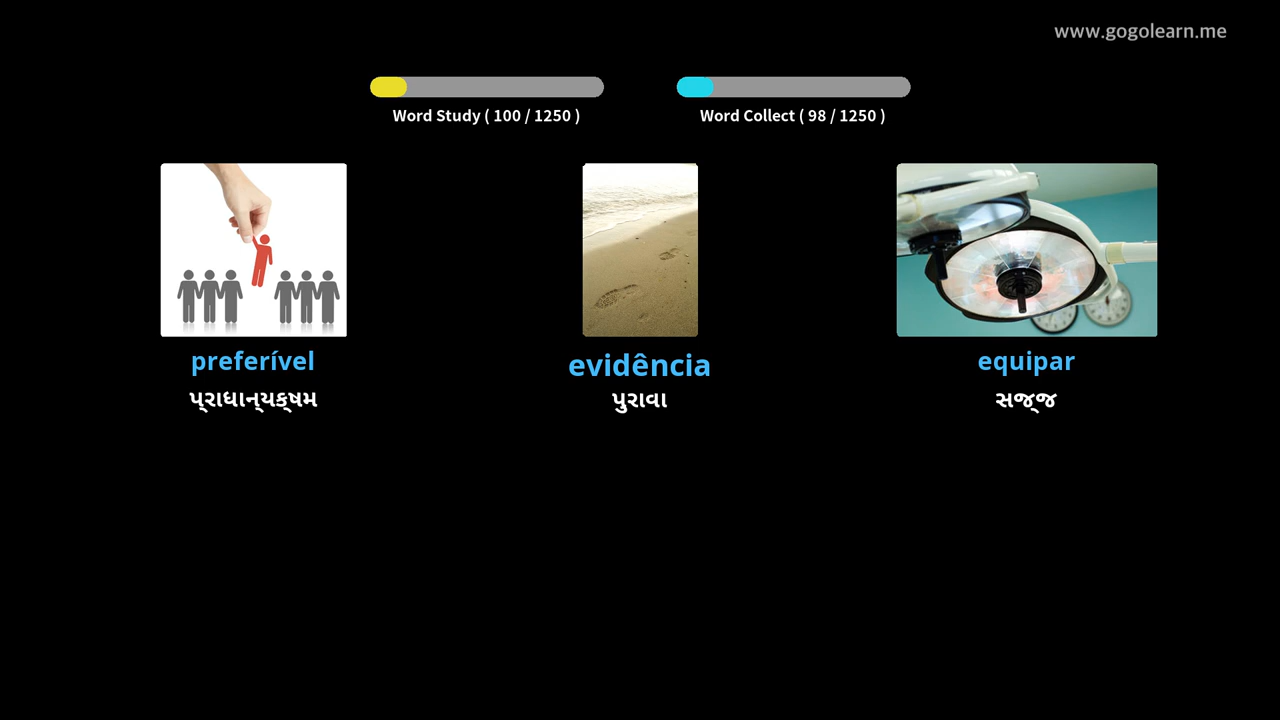 www.gogolearn.me
Word Study ( 100 / 1250 )
Word Collect ( 98 / 1250 )
preferível
evidência
equipar
પ્રાધાન્યક્ષમ
પુરાવા
સજ્જ